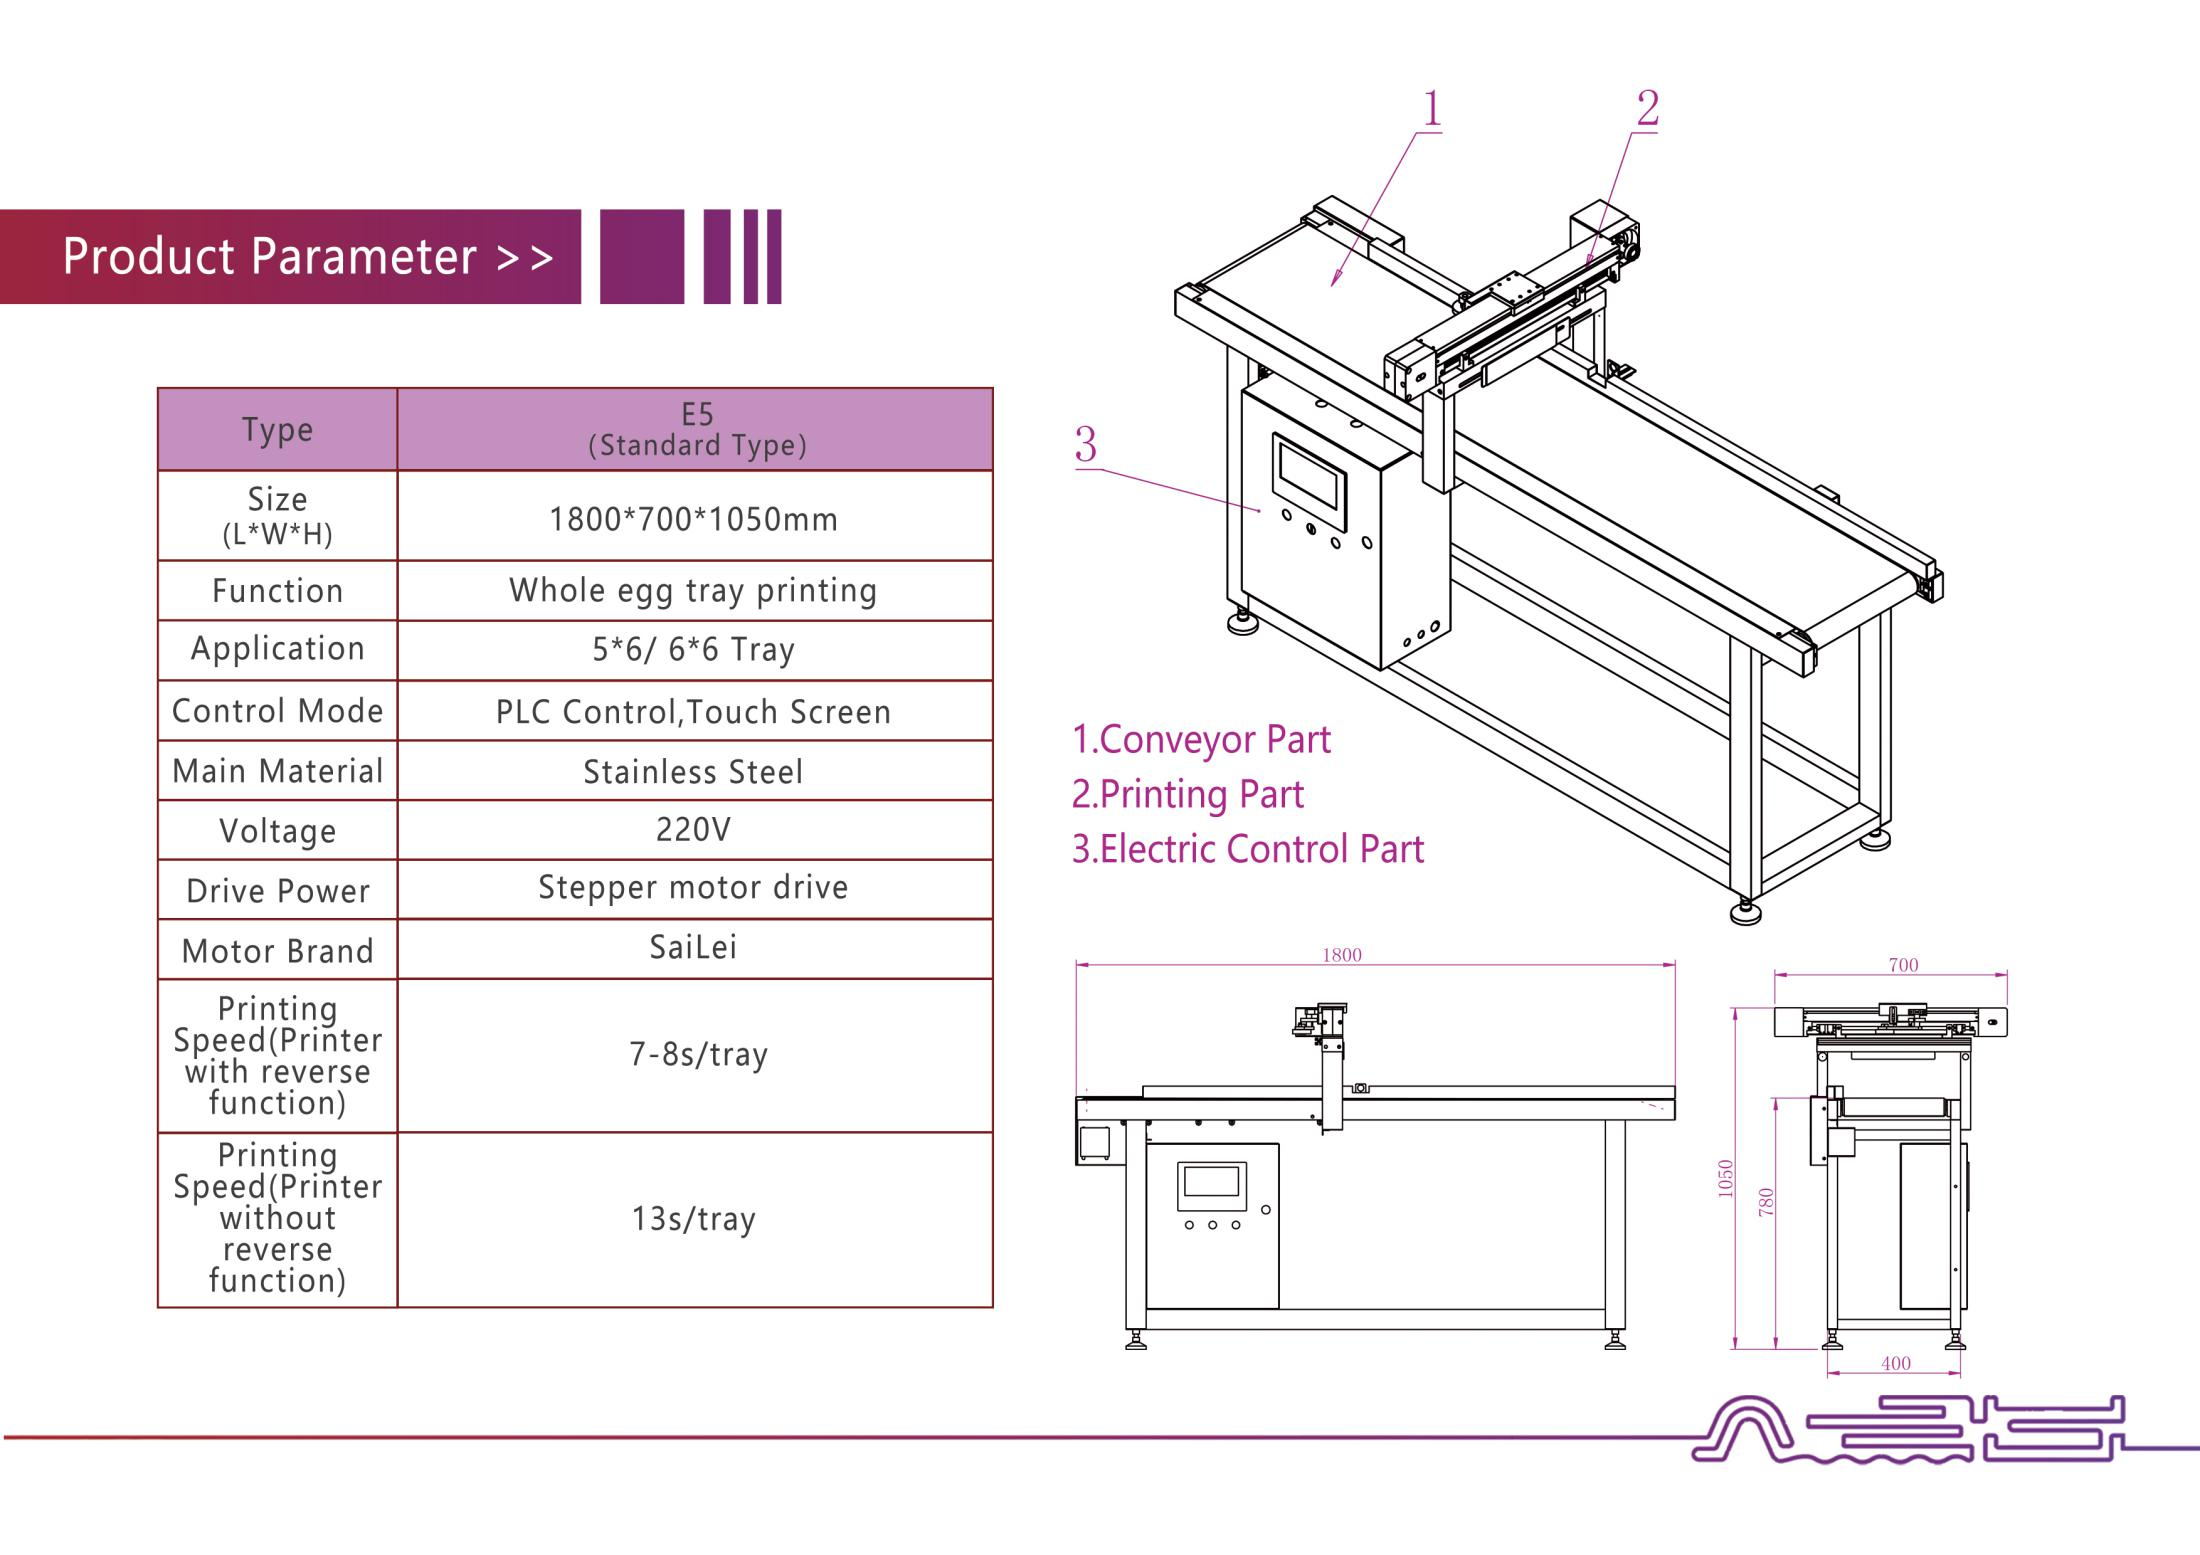 Product Parameter >>
Type
E5
(Standard Type)
Size
(L*W*H)
1800*700*1050mm
Function
Whole egg tray printing
Application
5*6/ 6*6 Tray
Control Mode
PLC Control,Touch Screen
Main Material
Stainless Steel
Voltage
220V
Drive Power
Stepper motor drive
Motor Brand
SaiLei
Printing
Speed(Printer
with reverse
function)
7-8s/tray
Printing
Speed(Printer
without
reverse
function)
13s/tray
1
2
3
1.Conveyor Part
2.Printing Part
3.Electric Control Part
1800
700
1050
780
400